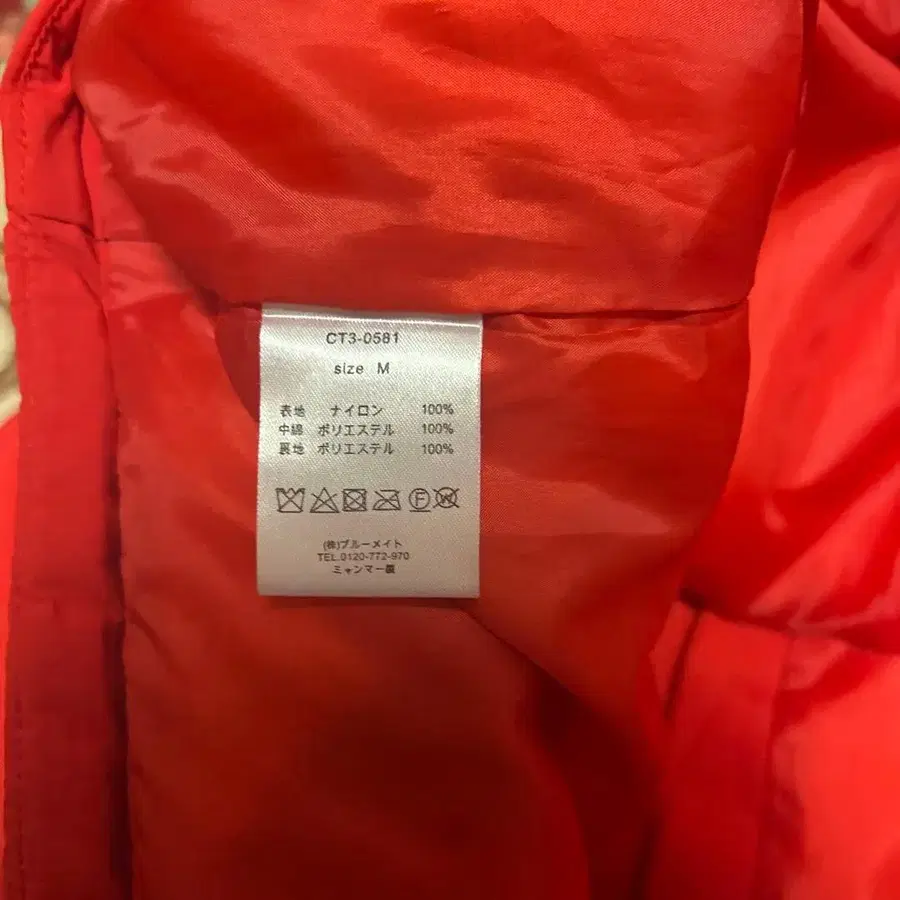 CT3-0581
size M
表地 ナイロン 100%
中綿 ポリエステル 100%
裏地 ポリエステル 100%
Ⓕ
(株)ブルーメイト
TEL.0120-772-970
ミャンマー製